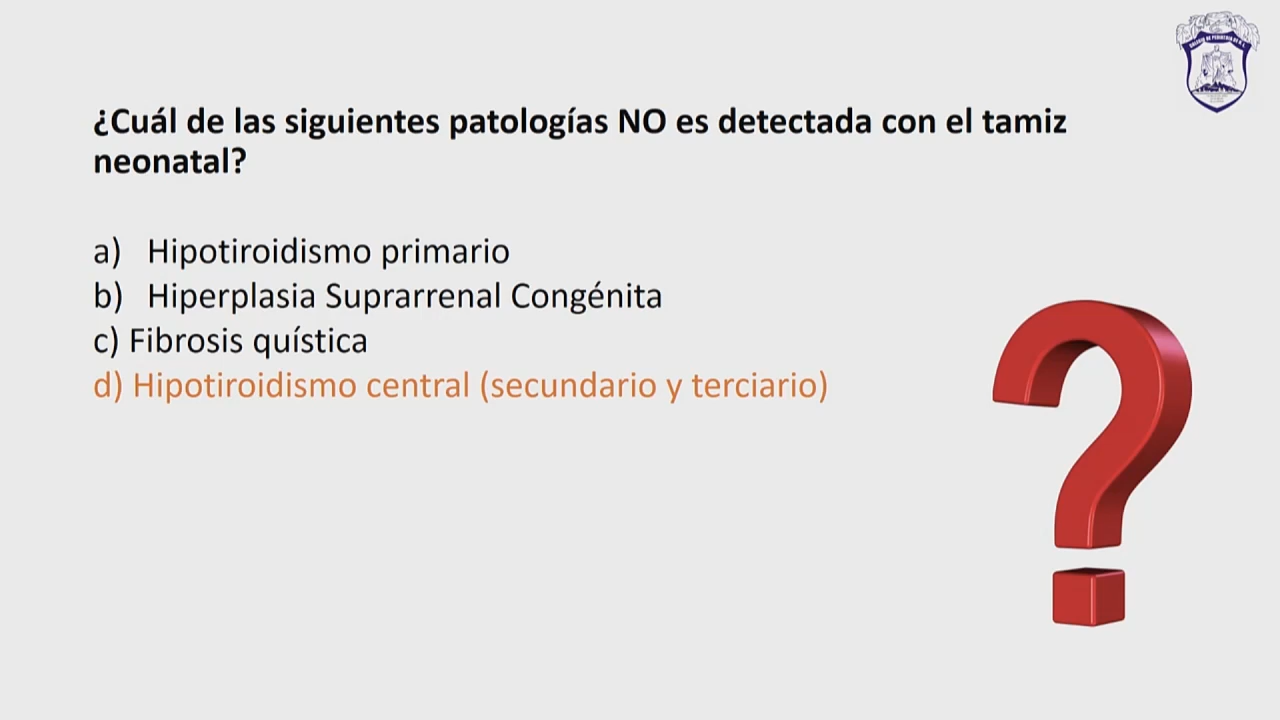 ¿Cuál de las siguientes patologías NO es detectada con el tamiz
neonatal?
a) Hipotiroidismo primario
b) Hiperplasia Suprarrenal Congénita
c) Fibrosis quística
d) Hipotiroidismo central (secundario y terciario)